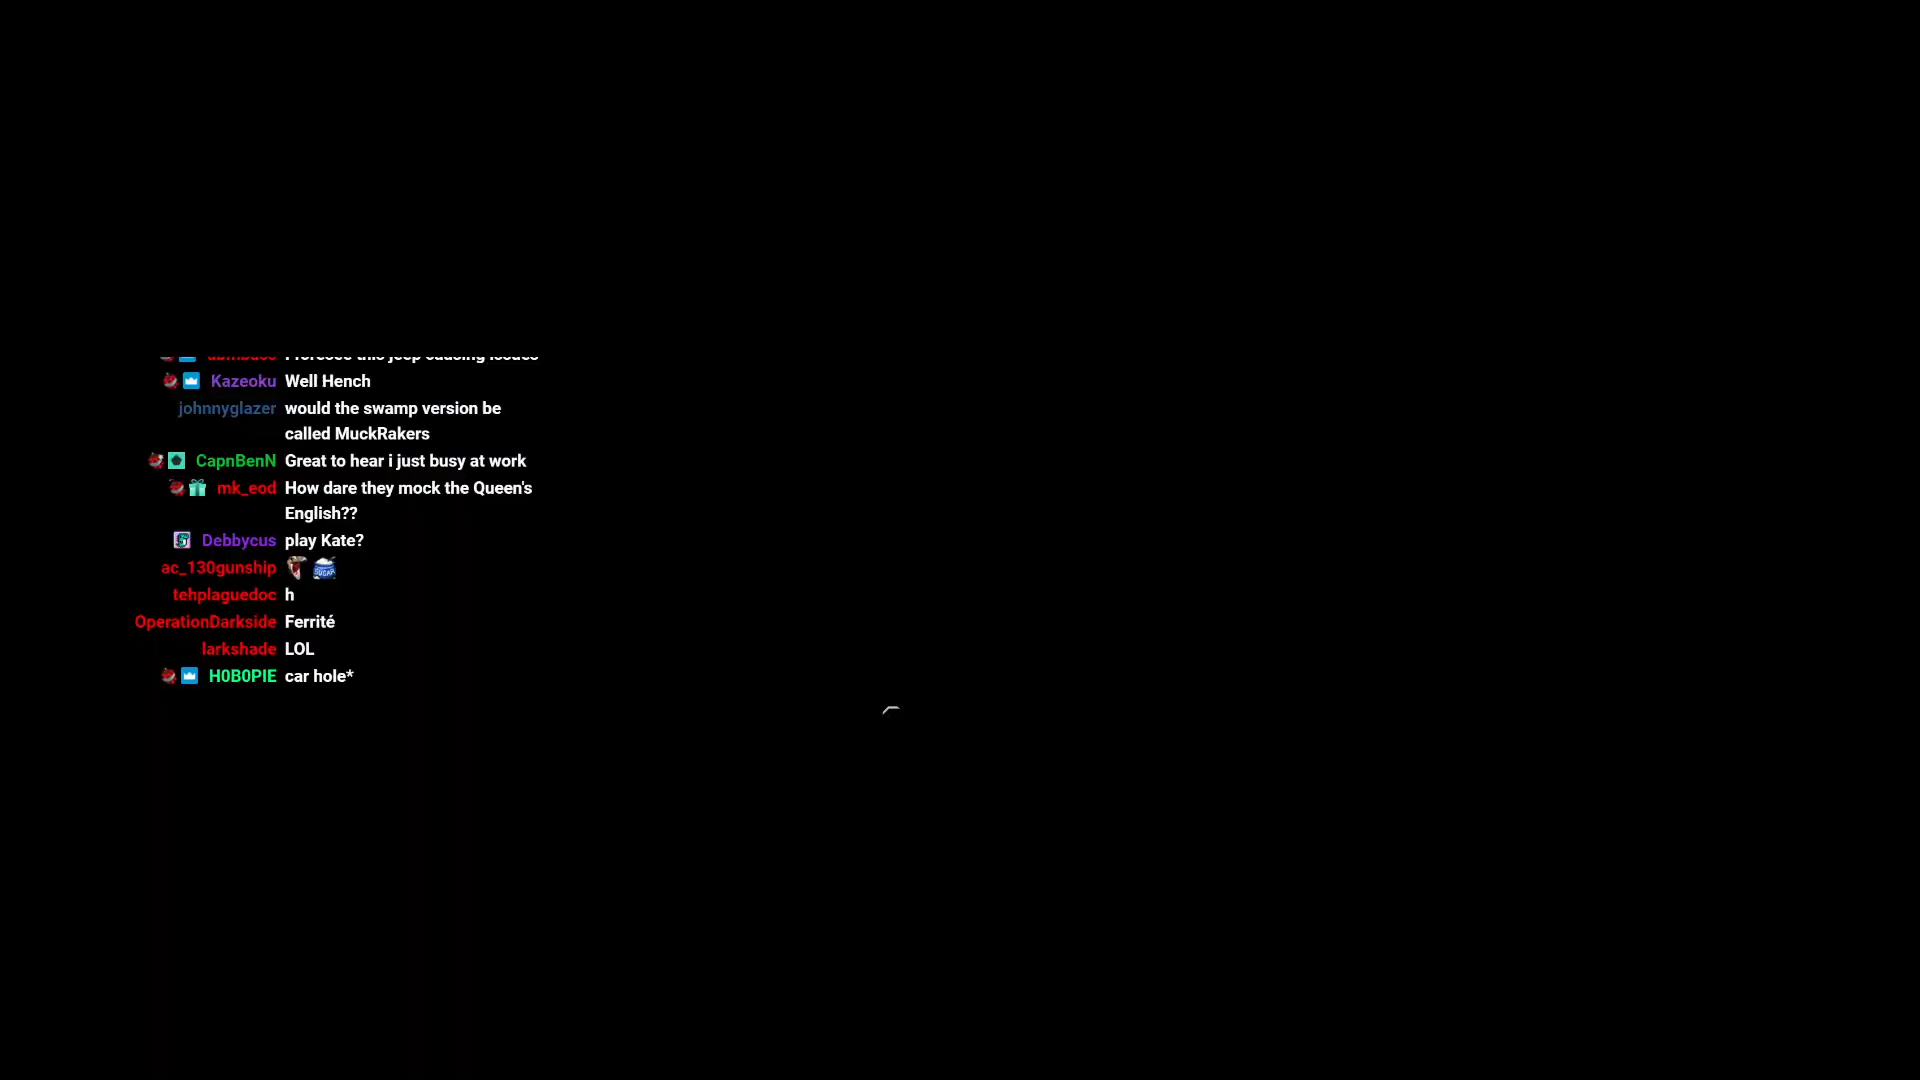 Kazeoku Well Hench
johnnyglazer would the swamp version be
called MuckRakers
CapnBenN Great to hear i just busy at work
mk_eod How dare they mock the Queen's
English??
Debbycus play Kate?
ac_130gunship SUGAR
tehplaguedoc h
OperationDarkside Ferrité
larkshade LOL
H0B0PIE car hole*